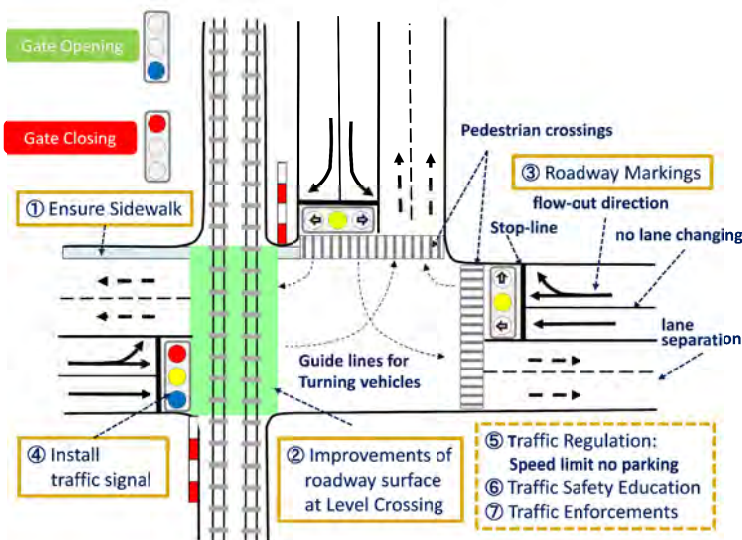 Gate Opening
Gate Closing
Pedestrian crossings
③ Roadway Markings
flow-out direction
① Ensure Sidewalk
Stop-line
no lane changing
lane
separation
Guide lines for
Turning vehicles
④ Install
traffic signal
② Improvements of
roadway surface
at Level Crossing
⑤ Traffic Regulation:
Speed limit no parking
⑥ Traffic Safety Education
⑦ Traffic Enforcements